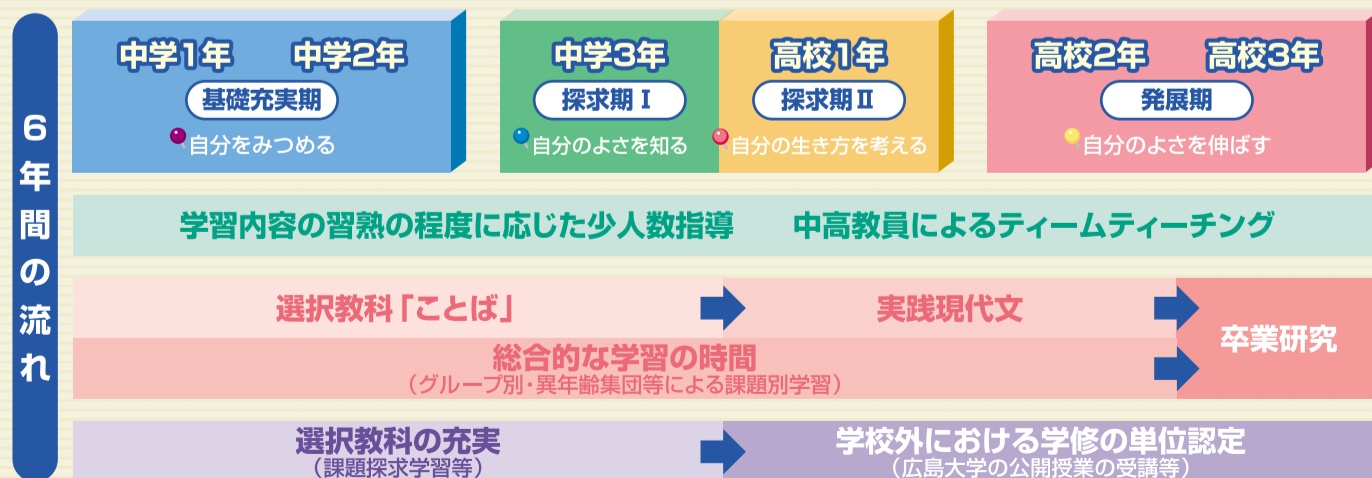 6年間の流れ
中学1年 中学2年
基礎充実期
自分をみつめる
中学3年
探求期Ⅰ
自分のよさを知る
高校1年
探求期Ⅱ
自分の生き方を考える
高校2年 高校3年
発展期
自分のよさを伸ばす
学習内容の習熟の程度に応じた少人数指導 中高教員によるティームティーチング
選択教科「ことば」
実践現代文
卒業研究
総合的な学習の時間
（グループ別・異年齢集団等による課題別学習）
選択教科の充実
（課題探求学習等）
学校外における学修の単位認定
（広島大学の公開授業の受講等）